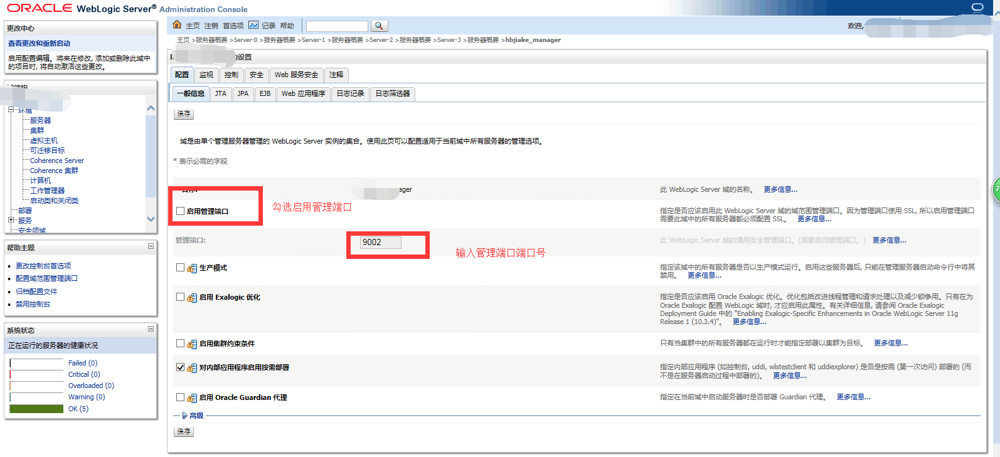 ORACLE WebLogic Server® Administration Console
更改中心
查看更改和重新启动
启用配置编辑。将来在修改, 添加或删除此域中
的项目时, 将自动激活这些更改。
结构
环境
服务器
集群
虚拟主机
可迁移目标
Coherence Server
Coherence 集群
计算机
工作管理器
启动类和关闭类
部署
服务
安全领域
帮助主题
更改控制台首选项
配置域范围管理端口
归档配置文件
禁用控制台
系统状态
正在运行的服务器的健康状况
Failed (0)
Critical (0)
Overloaded (0)
Warning (0)
OK (5)
主页 注销 首选项 记录 帮助
欢迎,
主页 >服务器概要 >Server-0 >服务器概要 >Server-1 >服务器概要 >Server-2 >服务器概要 >Server-3 >服务器概要 >hbjiake_manager
的设置
配置 监视 控制 安全 Web 服务安全 注释
一般信息 JTA JPA EJB Web 应用程序 日志记录 日志筛选器
保存
域是由单个管理服务器管理的 WebLogic Server 实例的集合。使用此页可以配置适用于当前域中所有服务器的管理选项。
* 表示必需的字段
名称: ager 此 WebLogic Server 域的名称。 更多信息...
启用管理端口 勾选启用管理端口 指定是否应该启用此 WebLogic Server 域的域范围管理端口。因为管理端口使用 SSL, 所以启用管理端口
需要此域中的所有服务器都必须配置 SSL。 更多信息...
管理端口: 9002 此 WebLogic Server 域的通用安全管理端口。(需要启用管理端口。) 更多信息...
输入管理端口端口号
生产模式 指定该域中的所有服务器是否以生产模式运行。启用这些服务器后, 只能在管理服务器启动命令行中将其
禁用。 更多信息...
启用 Exalogic 优化 指定是否应该启用 Oracle Exalogic 优化。优化包括改进线程管理和请求处理以及减少锁争用。只有在为
Oracle Exalogic 配置 WebLogic 域时, 才应启用此属性。有关详细信息, 请参阅 Oracle Exalogic
Deployment Guide 中的 "Enabling Exalogic-Specific Enhancements in Oracle WebLogic Server 11g
Release 1 (10.3.4)"。 更多信息...
启用集群约束条件 只有当集群中的所有服务器都在运行时才能指定部署以集群为目标。 更多信息...
对内部应用程序启用按需部署 指定内部应用程序 (如控制台, uddi, wlstestclient 和 uddiexplorer) 是否是按需 (第一次访问) 部署的 (而
不是在服务器启动过程中部署的)。 更多信息...
启用 Oracle Guardian 代理 指定在当前域中启动服务器时是否部署 Guardian 代理。 更多信息...
高级
保存
7